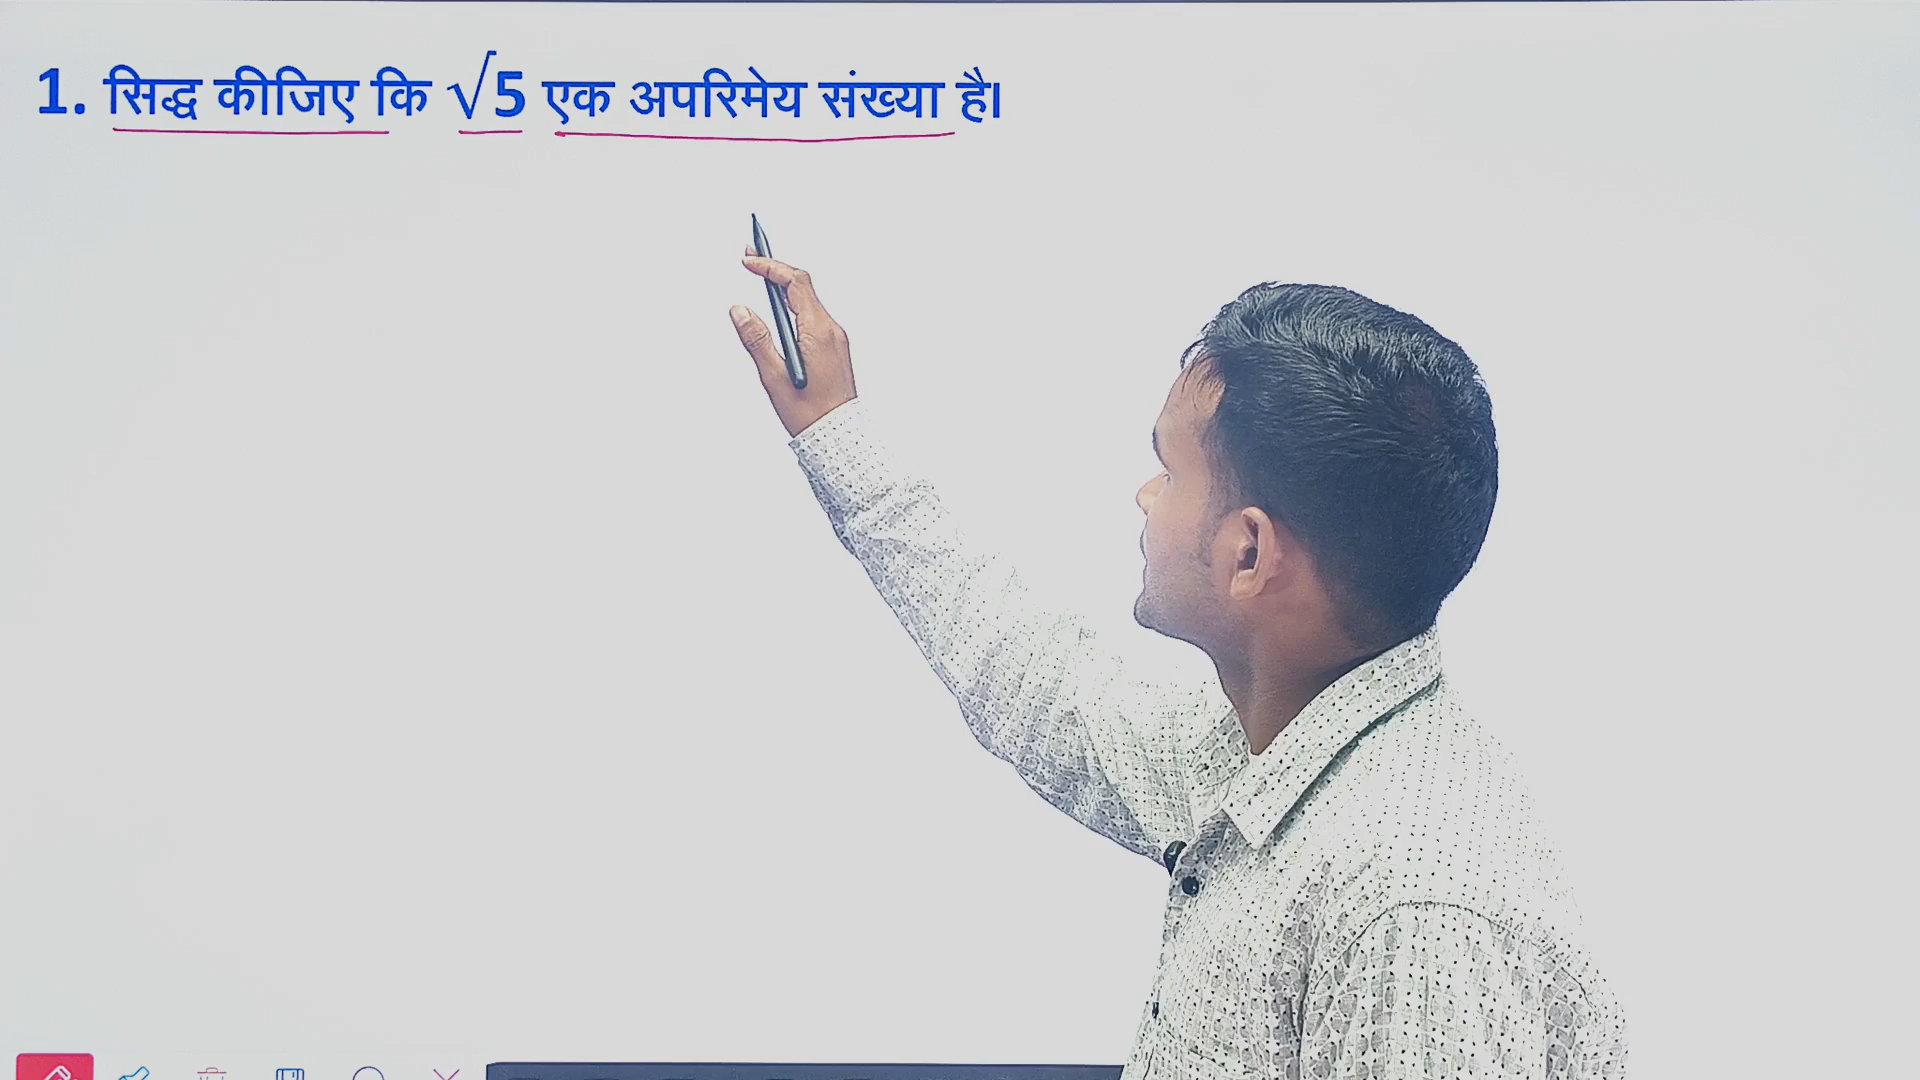 1. सिद्ध कीजिए कि √5 एक अपरिमेय संख्या है।